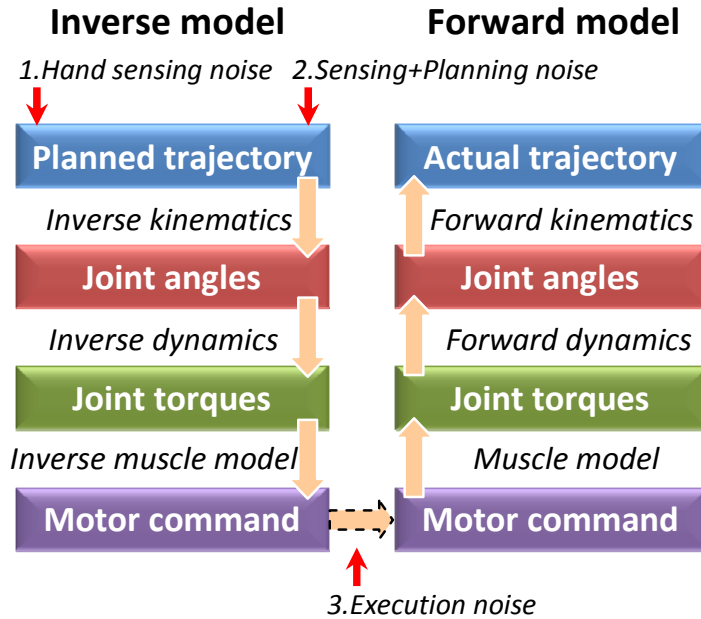 Inverse model
Forward model
1.Hand sensing noise
2.Sensing+Planning noise
Planned trajectory
Actual trajectory
Inverse kinematics
Forward kinematics
Joint angles
Joint angles
Inverse dynamics
Forward dynamics
Joint torques
Joint torques
Inverse muscle model
Muscle model
Motor command
Motor command
3.Execution noise